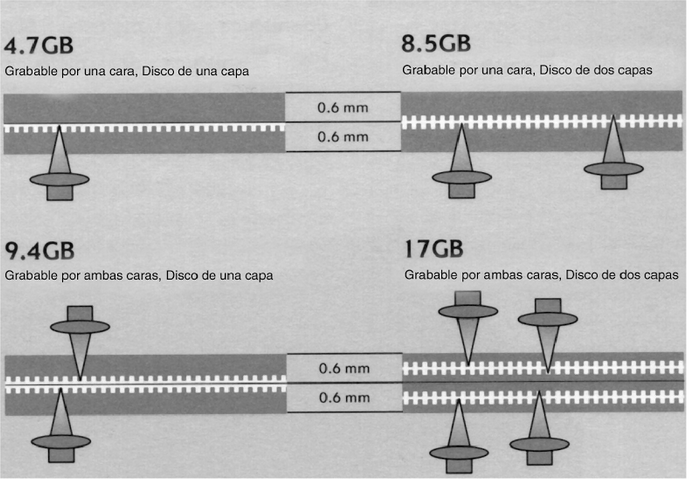 4.7GB
Grabable por una cara, Disco de una capa
8.5GB
Grabable por una cara, Disco de dos capas
0.6 mm
0.6 mm
9.4GB
Grabable por ambas caras, Disco de una capa
17GB
Grabable por ambas caras, Disco de dos capas
0.6 mm
0.6 mm